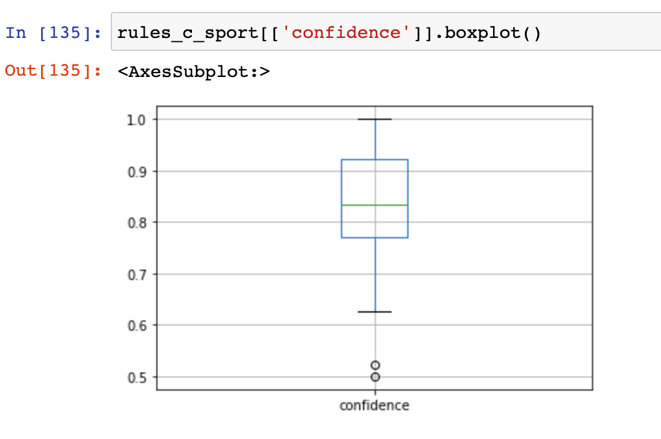 In [135]: rules_c_sport[['confidence']].boxplot()
Out[135]: <AxesSubplot:>
1.0
0.9
0.8
0.7
0.6
0.5
confidence